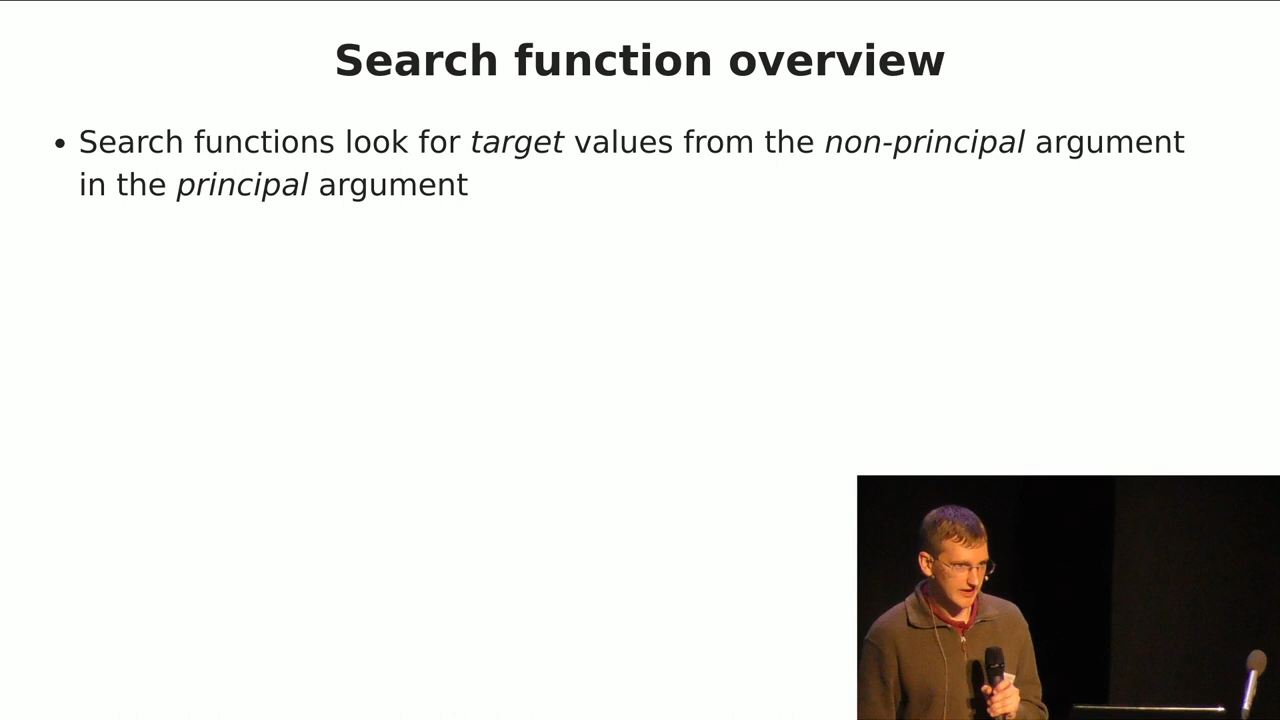 Search function overview
• Search functions look for target values from the non-principal argument
in the principal argument